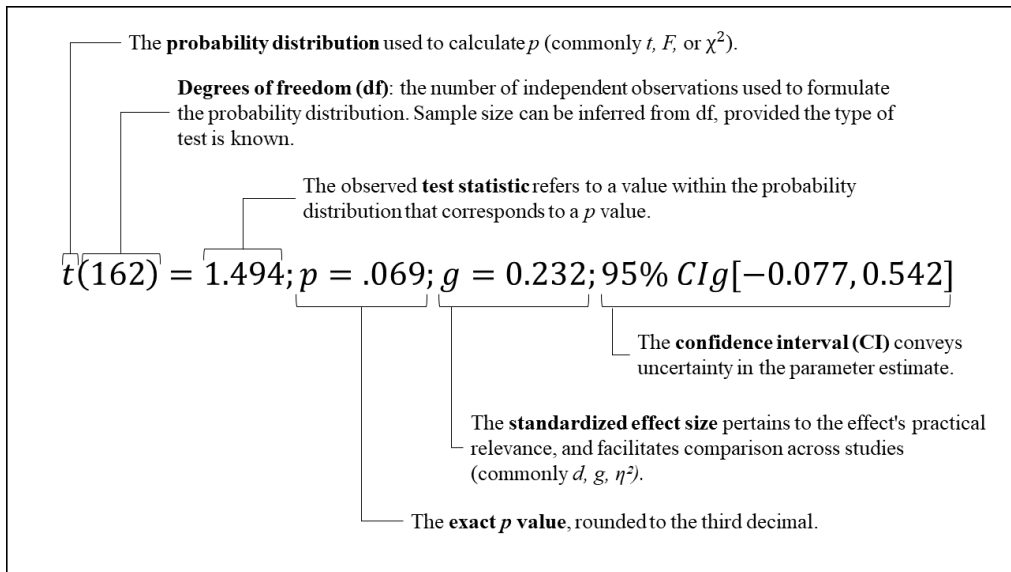 The probability distribution used to calculate p (commonly t, F, or χ²).
Degrees of freedom (df): the number of independent observations used to formulate
the probability distribution. Sample size can be inferred from df, provided the type of
test is known.
The observed test statistic refers to a value within the probability
distribution that corresponds to a p value.
t(162) = 1.494; p = .069; g = 0.232; 95% CIg[−0.077, 0.542]
The confidence interval (CI) conveys
uncertainty in the parameter estimate.
The standardized effect size pertains to the effect's practical
relevance, and facilitates comparison across studies
(commonly d, g, η²).
The exact p value, rounded to the third decimal.